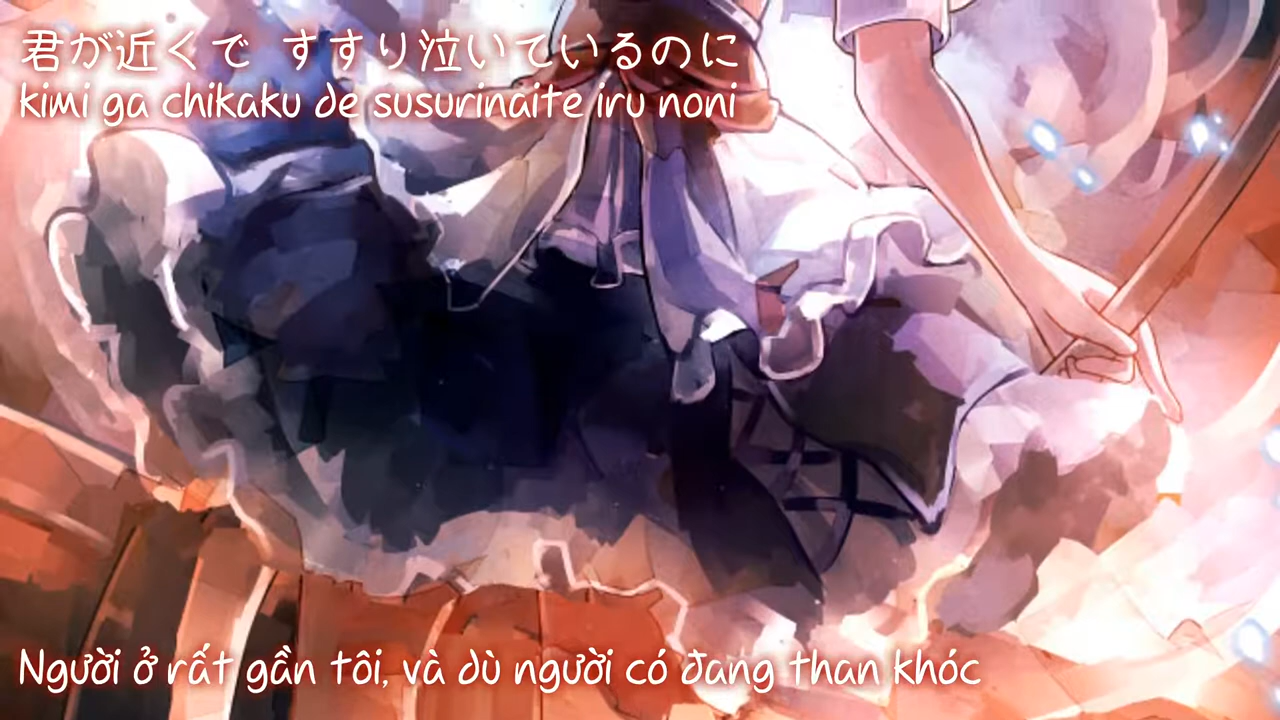 君が近くで すすり泣いているのに
kimi ga chikaku de susurinaite iru noni
Người ở rất gần tôi, và dù người có đang than khóc